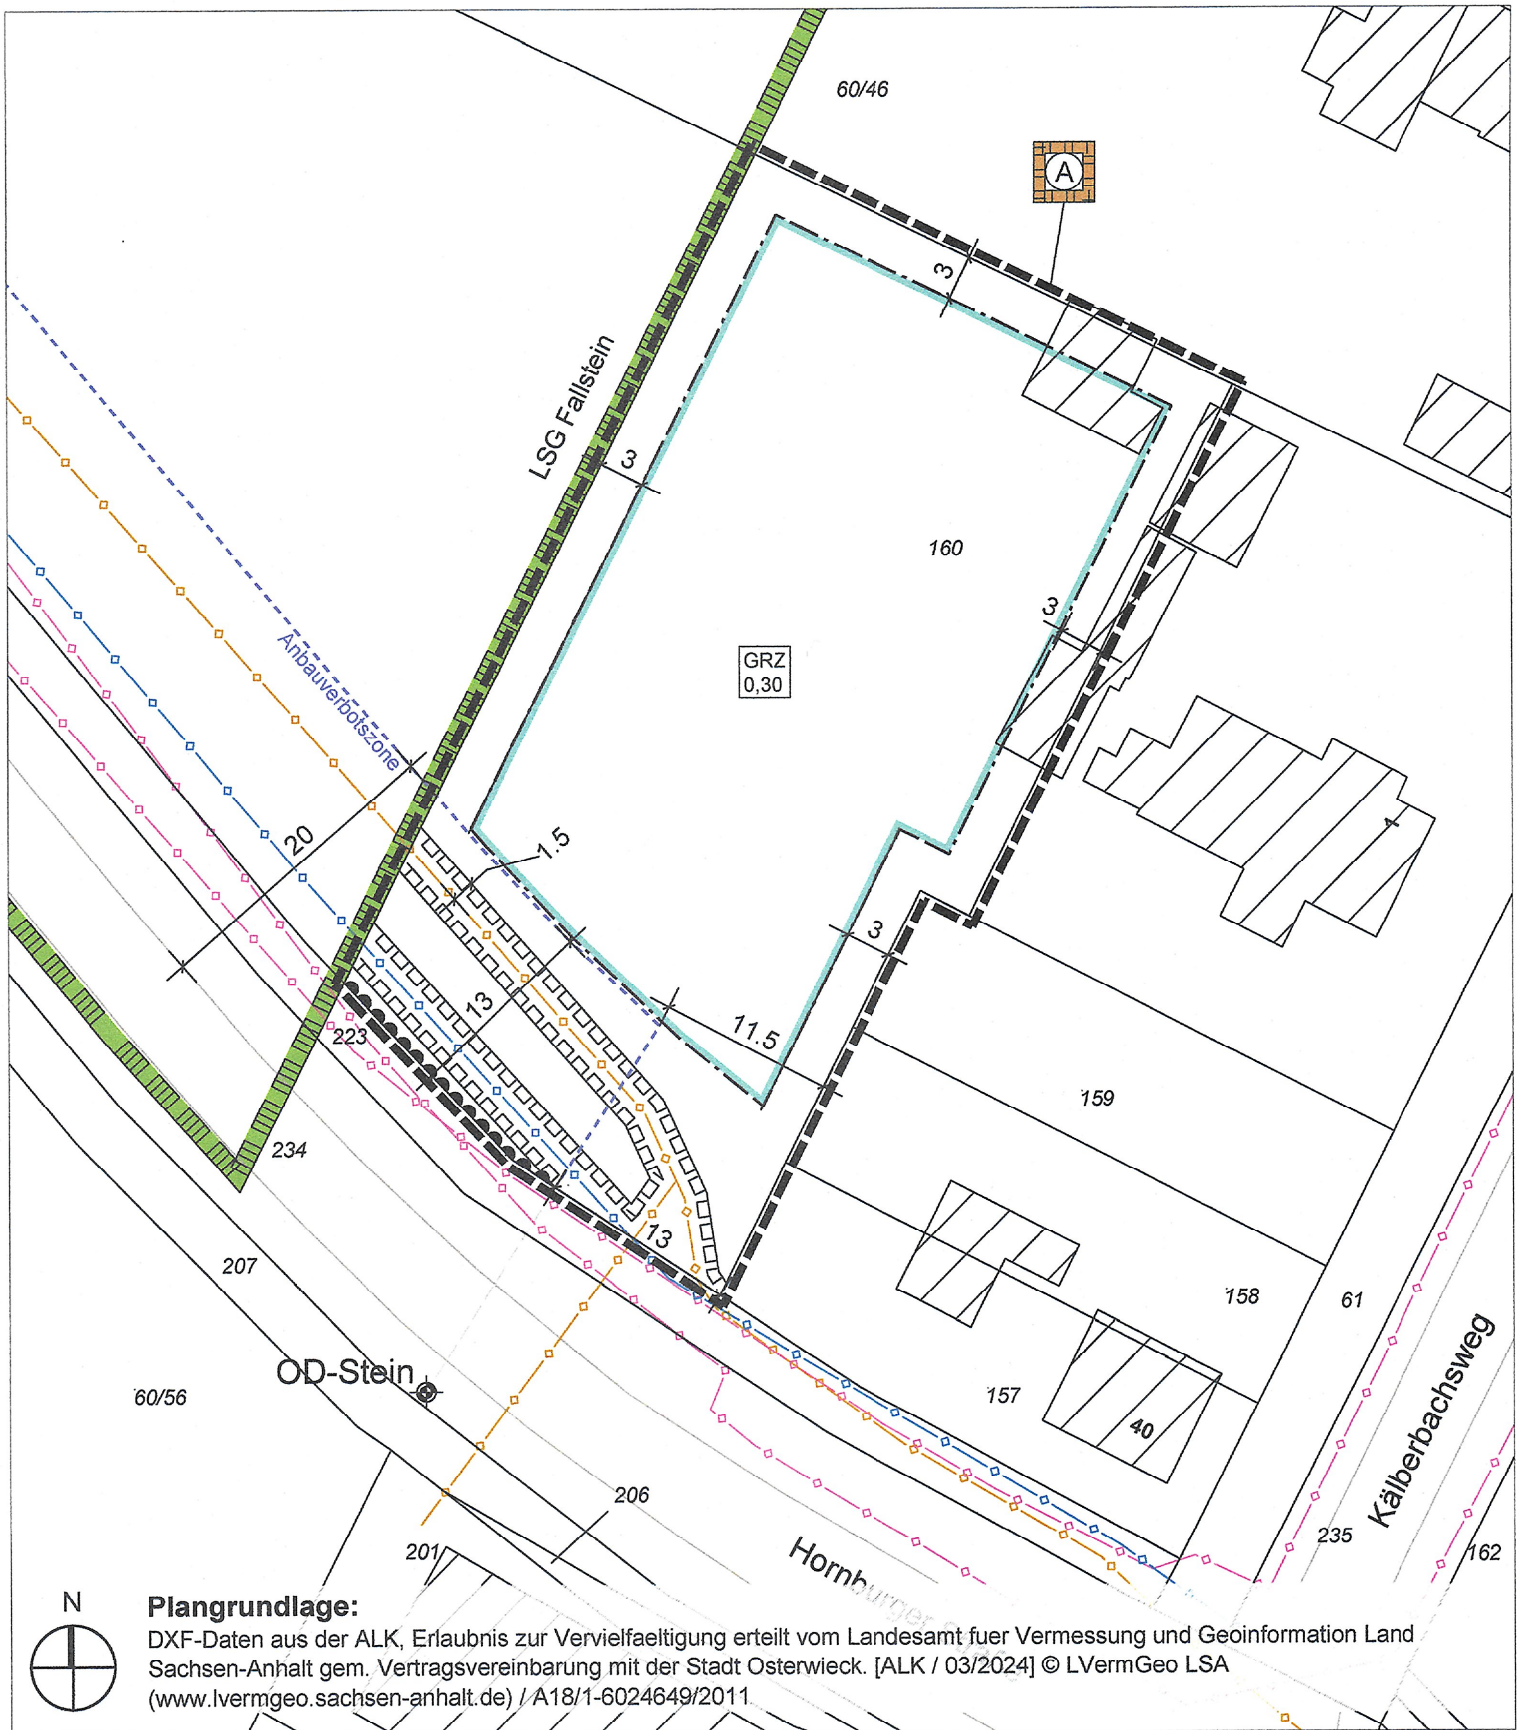 60/46
A
3
LSG Fallstein
3
160
3
GRZ
0,30
Anbauverbotszone
1
20
1.5
3
13
11.5
223
159
234
13
207
158
61
OD-Stein
60/56
157
40
Kälberbachsweg
206
235
201
162
Hornburger
N
Plangrundlage:
DXF-Daten aus der ALK, Erlaubnis zur Vervielfaeltigung erteilt vom Landesamt fuer Vermessung und Geoinformation Land
Sachsen-Anhalt gem. Vertragsvereinbarung mit der Stadt Osterwieck. [ALK / 03/2024] © LVermGeo LSA
(www.lvermgeo.sachsen-anhalt.de) / A18/1-6024649/2011